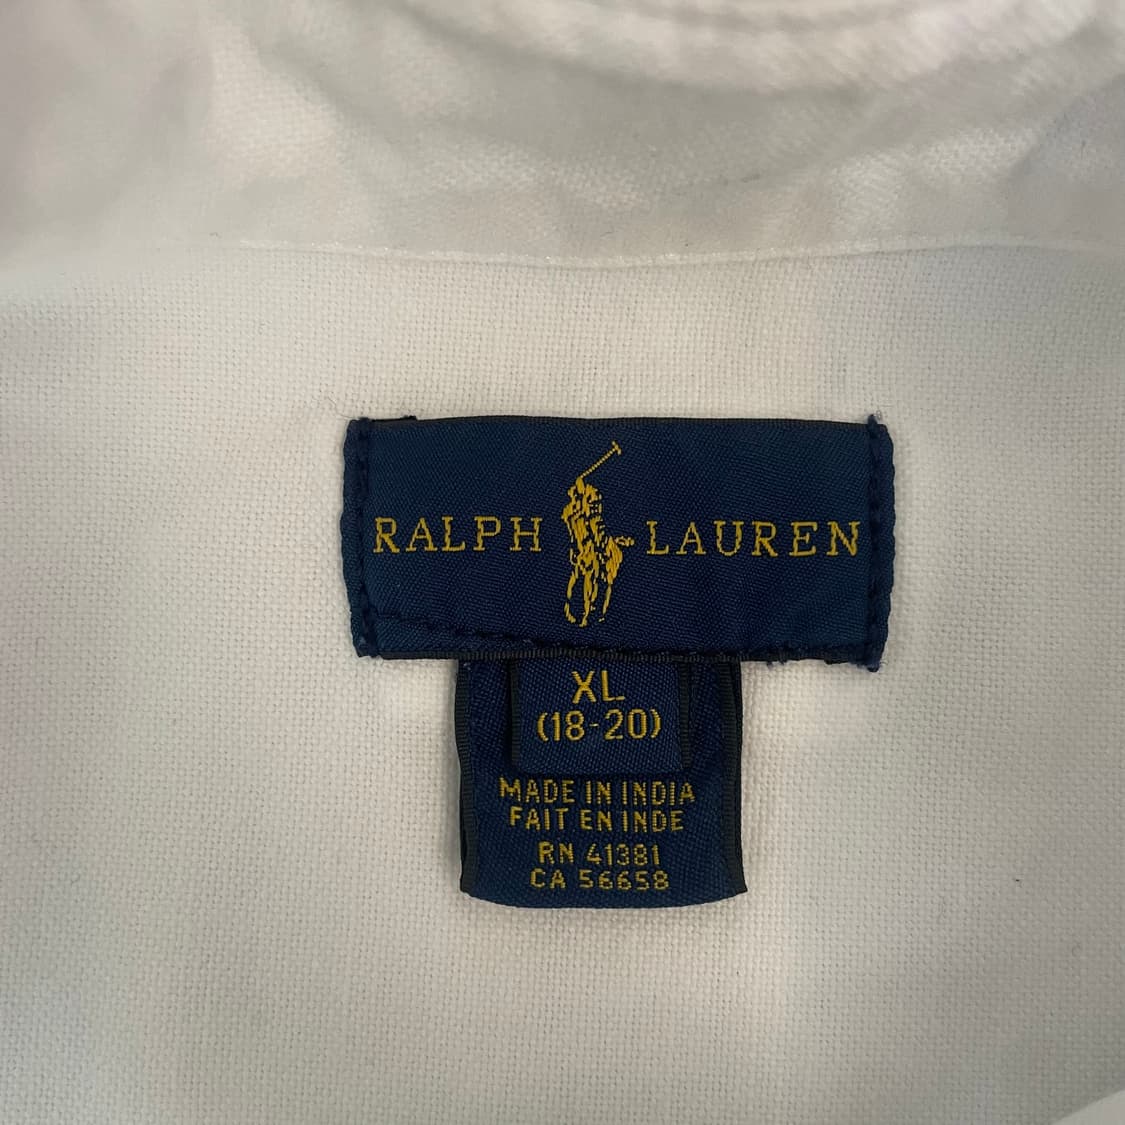 RALPH LAUREN
XL
(18-20)
MADE IN INDIA
FAIT EN INDE
RN 41381
CA 56658